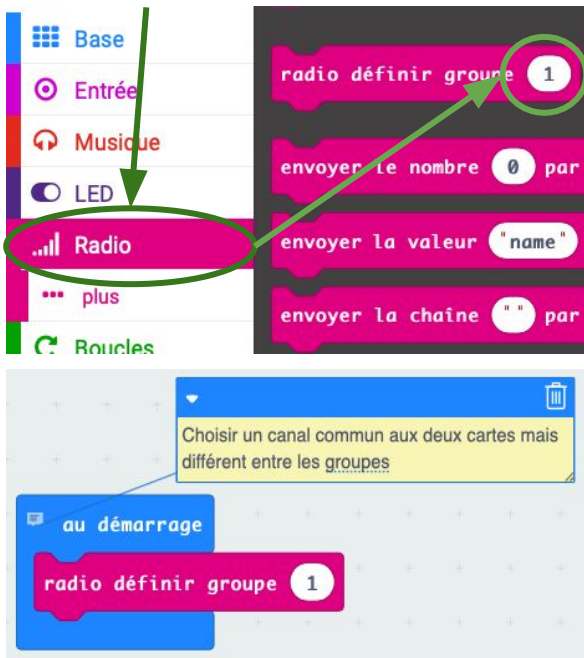 Base
Entrée
Musique
LED
Radio
plus
Boucles
radio définir groupe 1
envoyer le nombre 0 par
envoyer la valeur "name"
envoyer la chaîne " " par
Choisir un canal commun aux deux cartes mais
différent entre les groupes
au démarrage
radio définir groupe 1